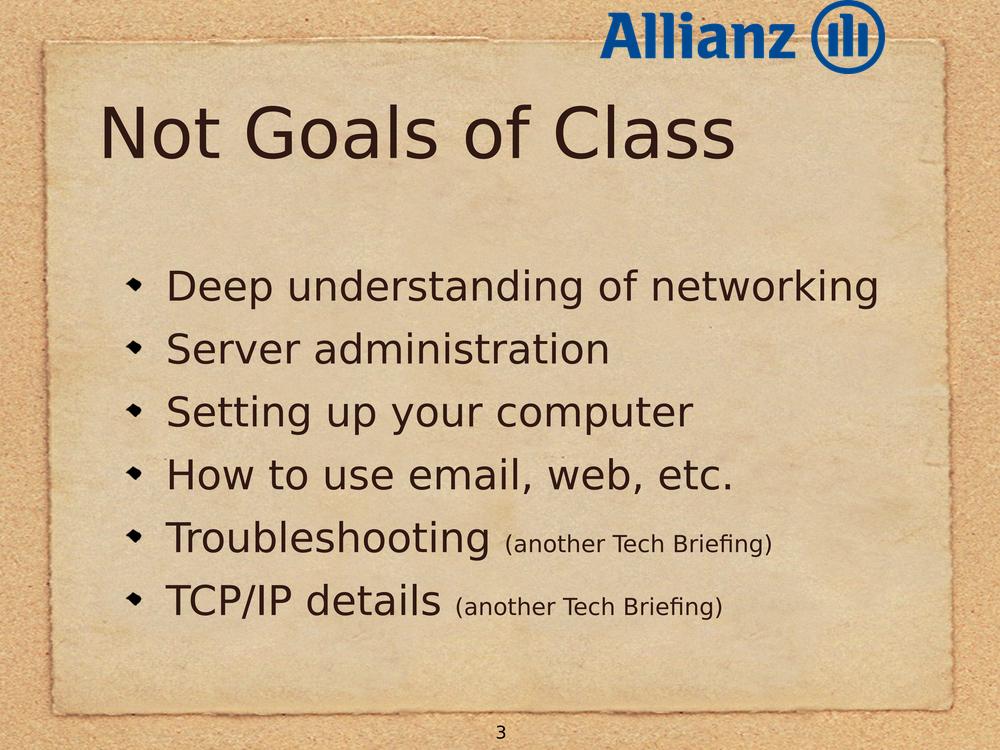 Allianz
Not Goals of Class
Deep understanding of networking
Server administration
Setting up your computer
How to use email, web, etc.
Troubleshooting (another Tech Briefing)
TCP/IP details (another Tech Briefing)
3